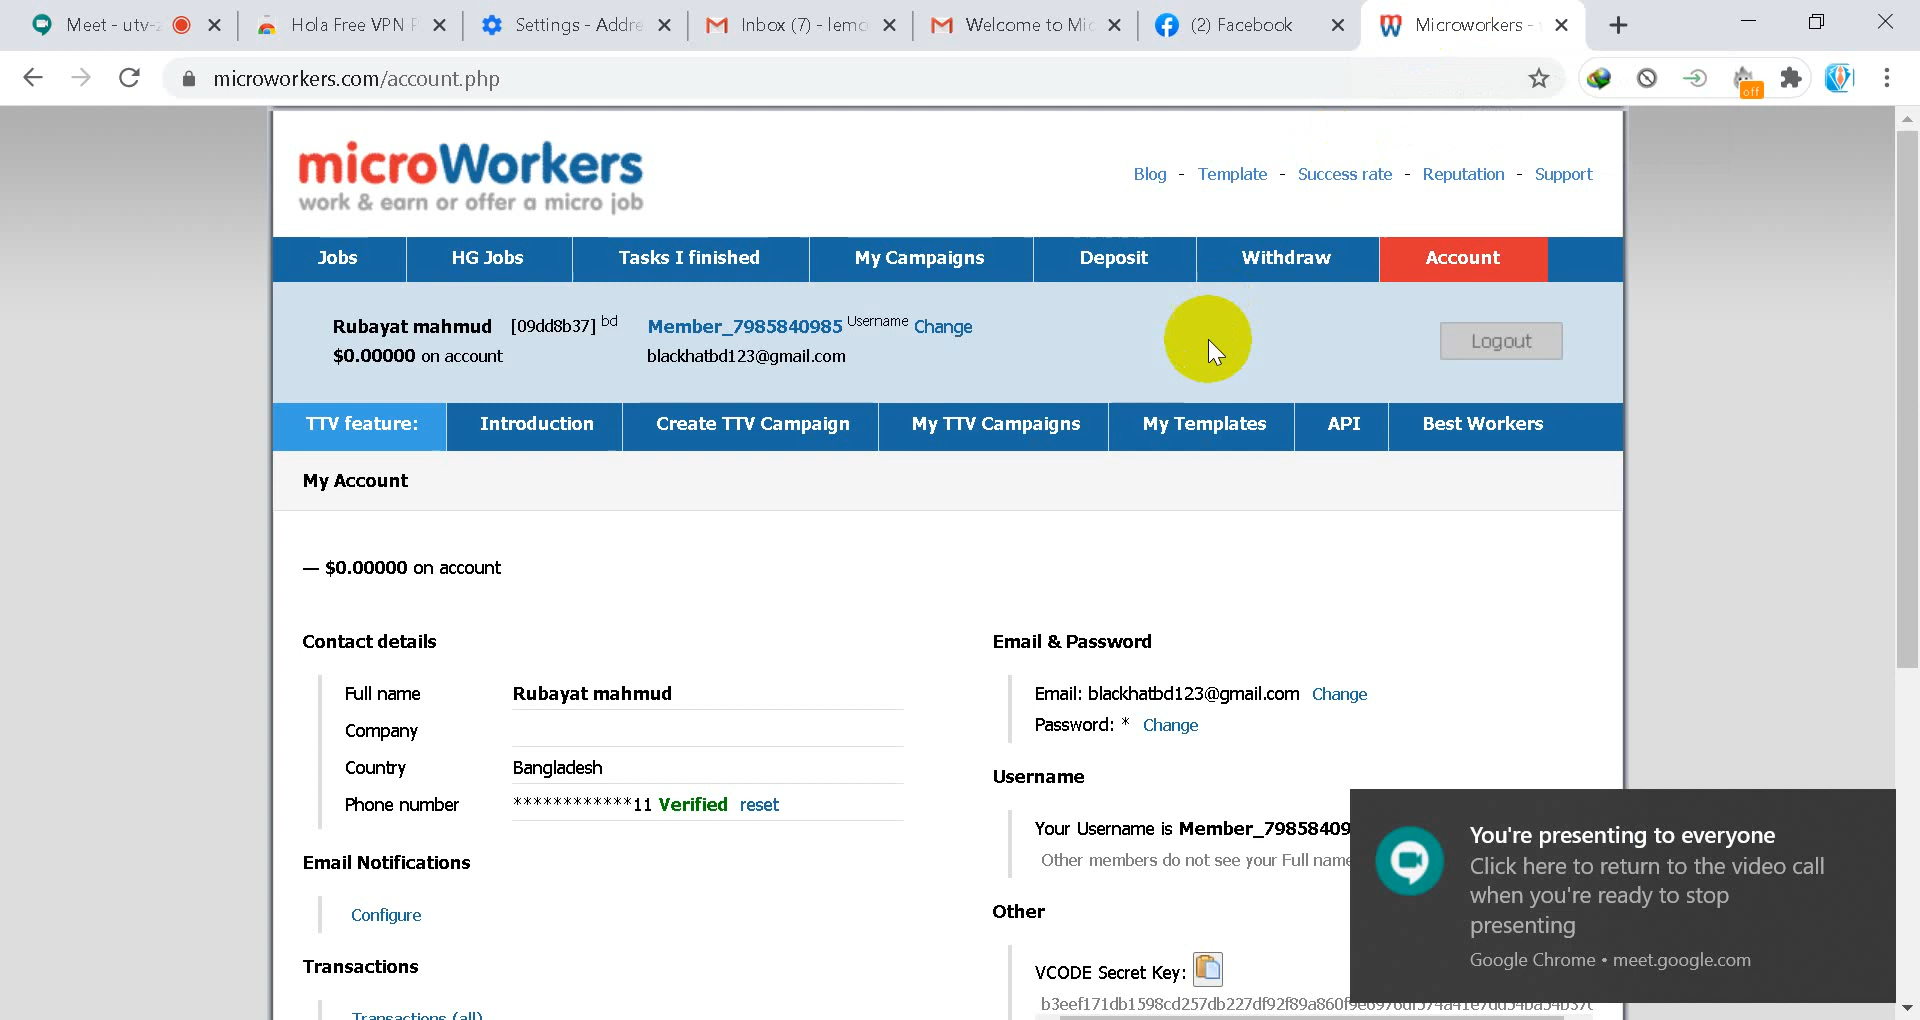 Meet - utv-z
Hola Free VPN P
Settings - Addre
Inbox (7) - lemo
Welcome to Mic
(2) Facebook
Microworkers -
microworkers.com/account.php
off
microWorkers
work & earn or offer a micro job
Blog - Template - Success rate - Reputation - Support
Jobs HG Jobs Tasks I finished My Campaigns Deposit Withdraw Account
Rubayat mahmud [09dd8b37] bd Member_7985840985 Username Change
$0.00000 on account blackhatbd123@gmail.com
Logout
TTV feature: Introduction Create TTV Campaign My TTV Campaigns My Templates API Best Workers
My Account
— $0.00000 on account
Contact details
Full name Rubayat mahmud
Company
Country Bangladesh
Phone number ************11 Verified reset
Email Notifications
Configure
Transactions
Transactions (all)
Email & Password
Email: blackhatbd123@gmail.com Change
Password: * Change
Username
Your Username is Member_79858409
Other members do not see your Full name
Other
VCODE Secret Key:
You're presenting to everyone
Click here to return to the video call
when you're ready to stop
presenting
Google Chrome • meet.google.com